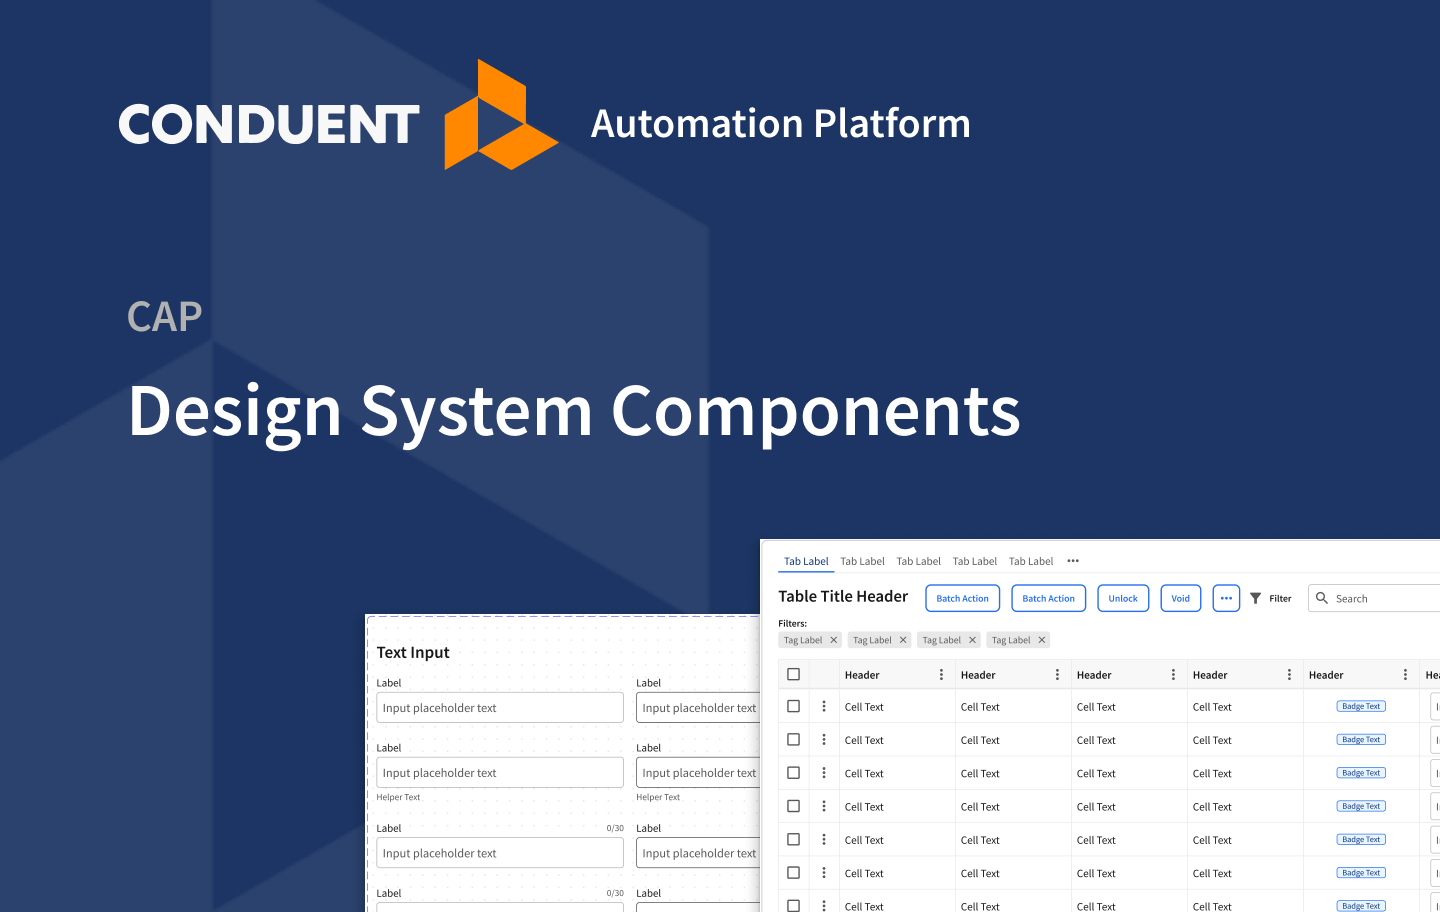 CONDUENT Automation Platform
CAP
Design System Components
Text Input
Label Label
Input placeholder text Input placeholder text
Label Label
Input placeholder text Input placeholder text
Helper Text Helper Text
Label 0/30 Label
Input placeholder text Input placeholder text
Label 0/30 Label
Tab Label Tab Label Tab Label Tab Label Tab Label
Table Title Header Batch Action Batch Action Unlock Void Filter Search
Filters:
Tag Label Tag Label Tag Label Tag Label
Header Header Header Header Header
Cell Text Cell Text Cell Text Cell Text Badge Text
Cell Text Cell Text Cell Text Cell Text Badge Text
Cell Text Cell Text Cell Text Cell Text Badge Text
Cell Text Cell Text Cell Text Cell Text Badge Text
Cell Text Cell Text Cell Text Cell Text Badge Text
Cell Text Cell Text Cell Text Cell Text Badge Text
Cell Text Cell Text Cell Text Cell Text Badge Text